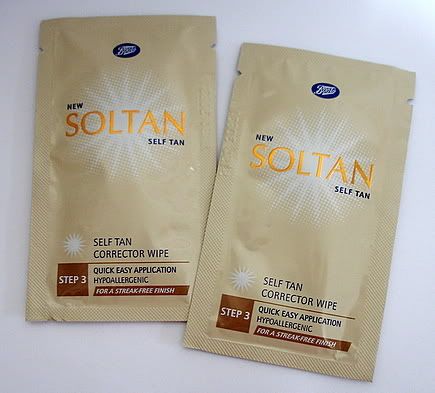 Boots
NEW
SOLTAN
SELF TAN
SELF TAN
CORRECTOR WIPE
STEP 3
QUICK EASY APPLICATION
HYPOALLERGENIC
FOR A STREAK-FREE FINISH
Boots
NEW
SOLTAN
SELF TAN
SELF TAN
CORRECTOR WIPE
STEP 3
QUICK EASY APPLICATION
HYPOALLERGENIC
FOR A STREAK-FREE FINISH